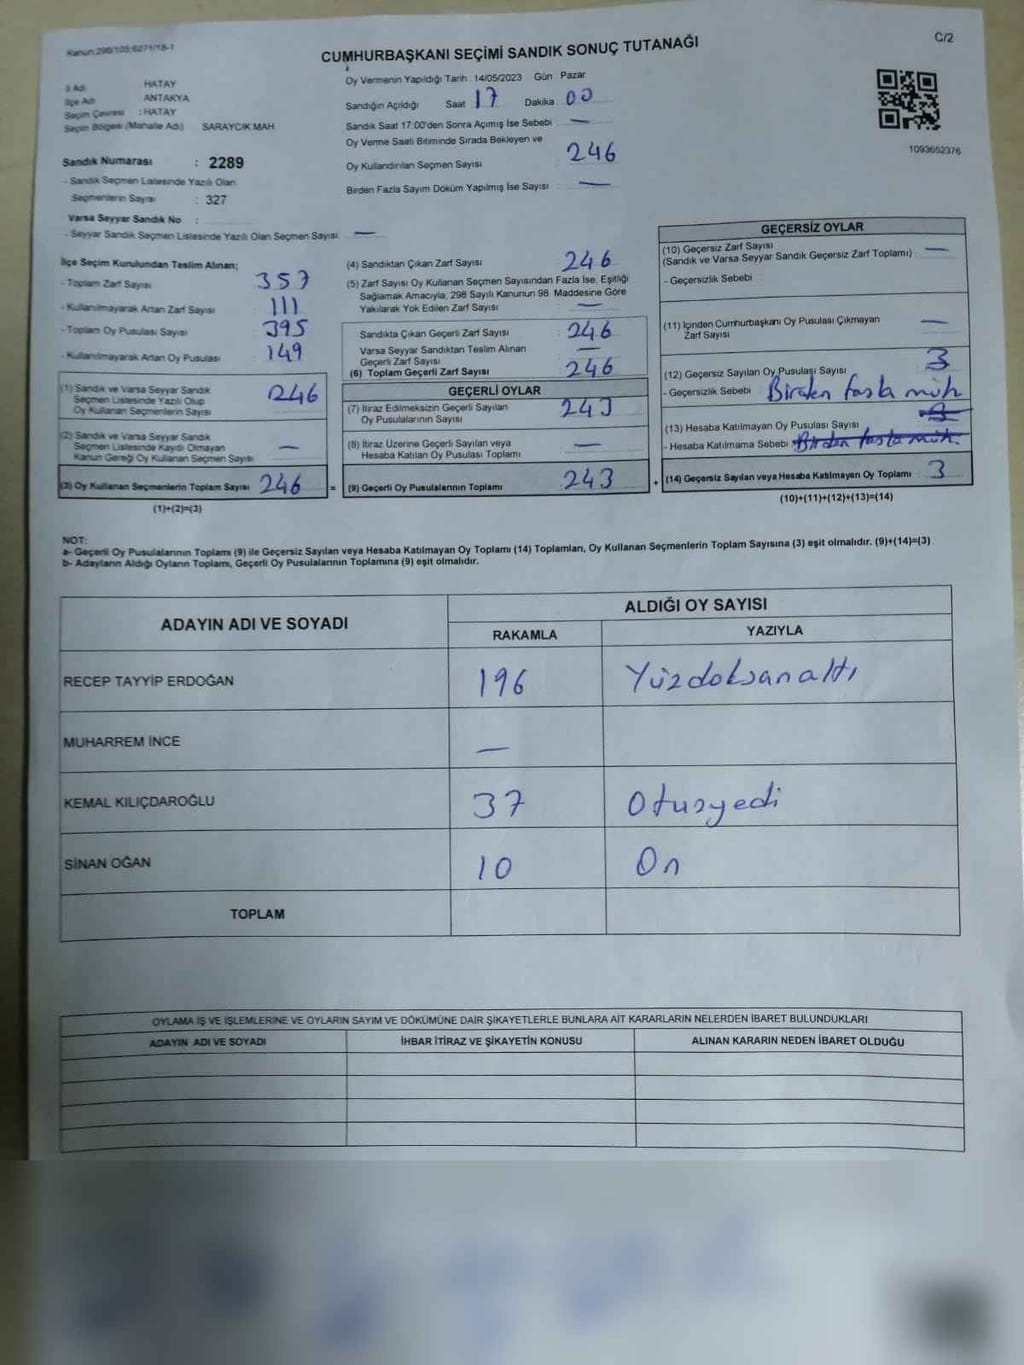 Kanun:298/105;6271/18-1
C/2
CUMHURBAŞKANI SEÇİMİ SANDIK SONUÇ TUTANAĞI
İl Adı HATAY
İlçe Adı ANTAKYA
Seçim Çevresi : HATAY
Seçim Bölgesi (Mahalle Adı) SARAYCIK MAH.
Oy Vermenin Yapıldığı Tarih 14/05/2023 Gün Pazar
Sandığın Açıldığı Saat 17 Dakika 00
Sandık Saat 17:00'den Sonra Açılmış İse Sebebi —
Oy Verme Saati Bitiminde Sırada Bekleyen ve
Oy Kullandırılan Seçmen Sayısı 246
Birden Fazla Sayım Döküm Yapılmış İse Sayısı —
1093652376
Sandık Numarası : 2289
- Sandık Seçmen Listesinde Yazılı Olan
Seçmenlerin Sayısı : 327
Varsa Seyyar Sandık No :
- Seyyar Sandık Seçmen Listesinde Yazılı Olan Seçmen Sayısı: —
İlçe Seçim Kurulundan Teslim Alınan;
- Toplam Zarf Sayısı 357
- Kullanılmayarak Artan Zarf Sayısı 111
- Toplam Oy Pusulası Sayısı 395
- Kullanılmayarak Artan Oy Pusulası 149
(1) Sandık ve Varsa Seyyar Sandık
Seçmen Listesinde Yazılı Olup
Oy Kullanan Seçmenlerin Sayısı 246
(2) Sandık ve Varsa Seyyar Sandık
Seçmen Listesinde Kayıtlı Olmayan
Kanun Gereği Oy Kullanan Seçmen Sayısı —
(3) Oy Kullanan Seçmenlerin Toplam Sayısı 246 =
(1)+(2)=(3)
(4) Sandıktan Çıkan Zarf Sayısı 246
(5) Zarf Sayısı Oy Kullanan Seçmen Sayısından Fazla İse, Eşitliği
Sağlamak Amacıyla, 298 Sayılı Kanunun 98. Maddesine Göre
Yakılarak Yok Edilen Zarf Sayısı —
Sandıkta Çıkan Geçerli Zarf Sayısı 246
Varsa Seyyar Sandıktan Teslim Alınan
Geçerli Zarf Sayısı —
(6) Toplam Geçerli Zarf Sayısı 246
GEÇERLİ OYLAR
(7) İtiraz Edilmeksizin Geçerli Sayılan
Oy Pusulalarının Sayısı 243
(8) İtiraz Üzerine Geçerli Sayılan veya
Hesaba Katılan Oy Pusulası Toplamı —
(9) Geçerli Oy Pusulalarının Toplamı 243 +
GEÇERSİZ OYLAR
(10) Geçersiz Zarf Sayısı
(Sandık ve Varsa Seyyar Sandık Geçersiz Zarf Toplamı) : —
- Geçersizlik Sebebi
(11) İçinden Cumhurbaşkanı Oy Pusulası Çıkmayan
Zarf Sayısı —
(12) Geçersiz Sayılan Oy Pusulası Sayısı 3
- Geçersizlik Sebebi Birden fazla müh
(13) Hesaba Katılmayan Oy Pusulası Sayısı 3
- Hesaba Katılmama Sebebi Birden fazla müh.
(14) Geçersiz Sayılan veya Hesaba Katılmayan Oy Toplamı 3
(10)+(11)+(12)+(13)=(14)
NOT:
a- Geçerli Oy Pusulalarının Toplamı (9) ile Geçersiz Sayılan veya Hesaba Katılmayan Oy Toplamı (14) Toplamları, Oy Kullanan Seçmenlerin Toplam Sayısına (3) eşit olmalıdır. (9)+(14)=(3)
b- Adayların Aldığı Oyların Toplamı, Geçerli Oy Pusulalarının Toplamına (9) eşit olmalıdır.
ADAYIN ADI VE SOYADI
ALDIĞI OY SAYISI
RAKAMLA YAZIYLA
RECEP TAYYİP ERDOĞAN 196 Yüzdoksanaltı
MUHARREM İNCE —
KEMAL KILIÇDAROĞLU 37 Otuzyedi
SİNAN OĞAN 10 On
TOPLAM
OYLAMA İŞ VE İŞLEMLERİNE VE OYLARIN SAYIM VE DÖKÜMÜNE DAİR ŞİKAYETLERLE BUNLARA AİT KARARLARIN NELERDEN İBARET BULUNDUKLARI
ADAYIN ADI VE SOYADI İHBAR İTİRAZ VE ŞİKAYETİN KONUSU ALINAN KARARIN NEDEN İBARET OLDUĞU